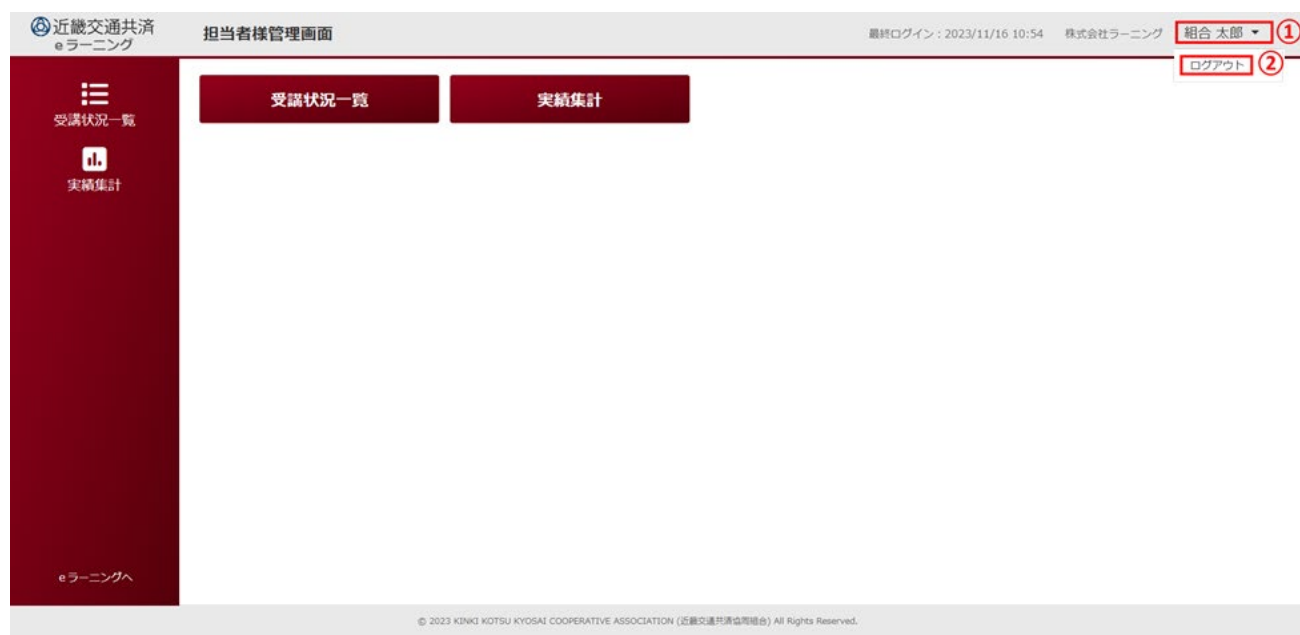 近畿交通共済
eラーニング
担当者様管理画面
最終ログイン：2023/11/16 10:54 株式会社ラーニング 組合 太郎 ①
ログアウト ②
受講状況一覧
実績集計
受講状況一覧 実績集計
eラーニングへ
© 2023 KINKI KOTSU KYOSAI COOPERATIVE ASSOCIATION (近畿交通共済協同組合) All Rights Reserved.